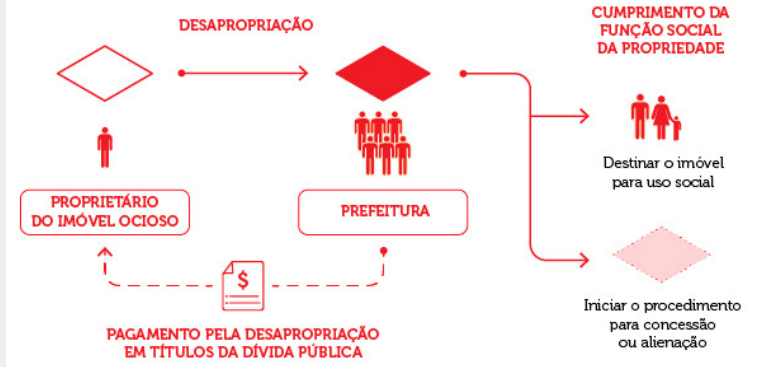 DESAPROPRIAÇÃO
CUMPRIMENTO DA
FUNÇÃO SOCIAL
DA PROPRIEDADE
Destinar o imóvel
para uso social
PROPRIETÁRIO
DO IMÓVEL OCIOSO
PREFEITURA
$
Iniciar o procedimento
para concessão
ou alienação
PAGAMENTO PELA DESAPROPRIAÇÃO
EM TÍTULOS DA DÍVIDA PÚBLICA